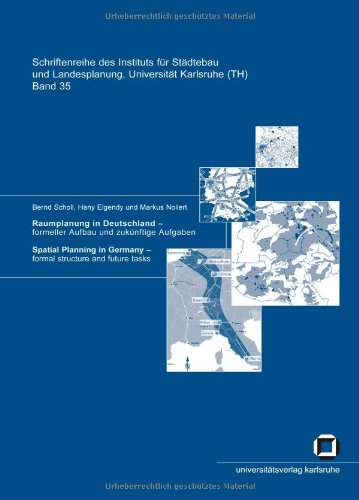 Urheberrechtlich geschütztes Material
Schriftenreihe des Instituts für Städtebau
und Landesplanung, Universität Karlsruhe (TH)
Band 35
Bernd Scholl, Hany Elgendy und Markus Nollert
Raumplanung in Deutschland –
formeller Aufbau und zukünftige Aufgaben
Spatial Planning in Germany –
formal structure and future tasks
universitätsverlag karlsruhe
Urheberrechtlich geschütztes Material